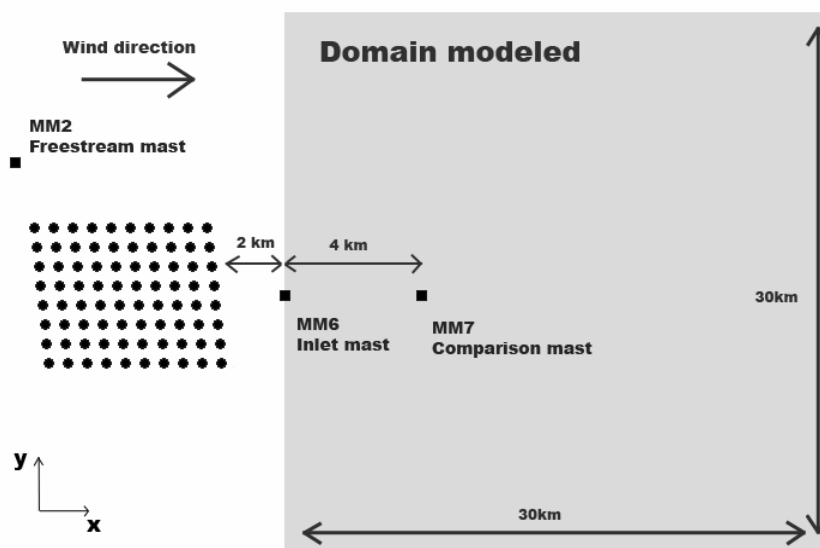 Wind direction
Domain modeled
MM2
Freestream mast
2 km
4 km
MM6
Inlet mast
MM7
Comparison mast
30km
y
x
30km